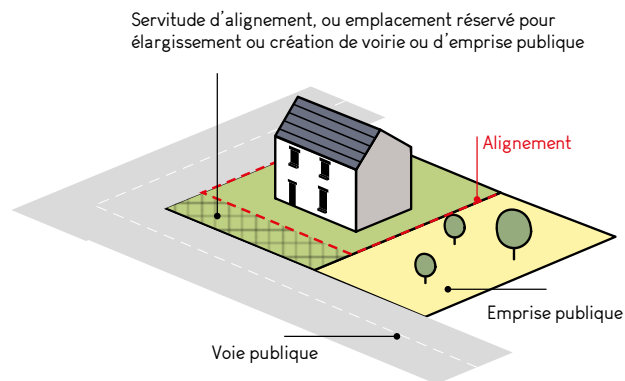 Servitude d'alignement, ou emplacement réservé pour
élargissement ou création de voirie ou d'emprise publique
Alignement
Emprise publique
Voie publique